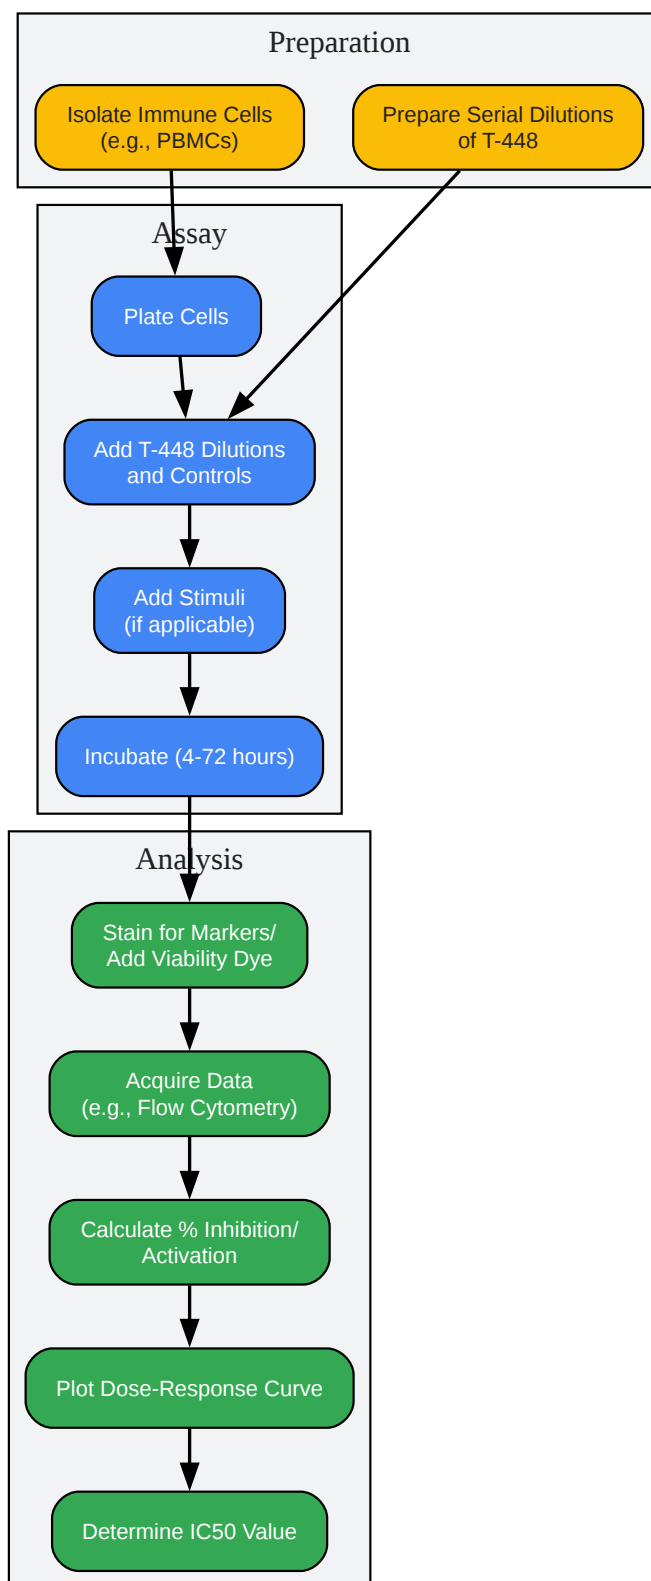 Preparation
Isolate Immune Cells
(e.g., PBMCs)
Prepare Serial Dilutions
of T-448
Assay
Plate Cells
Add T-448 Dilutions
and Controls
Add Stimuli
(if applicable)
Incubate (4-72 hours)
Analysis
Stain for Markers/
Add Viability Dye
Acquire Data
(e.g., Flow Cytometry)
Calculate % Inhibition/
Activation
Plot Dose-Response Curve
Determine IC50 Value